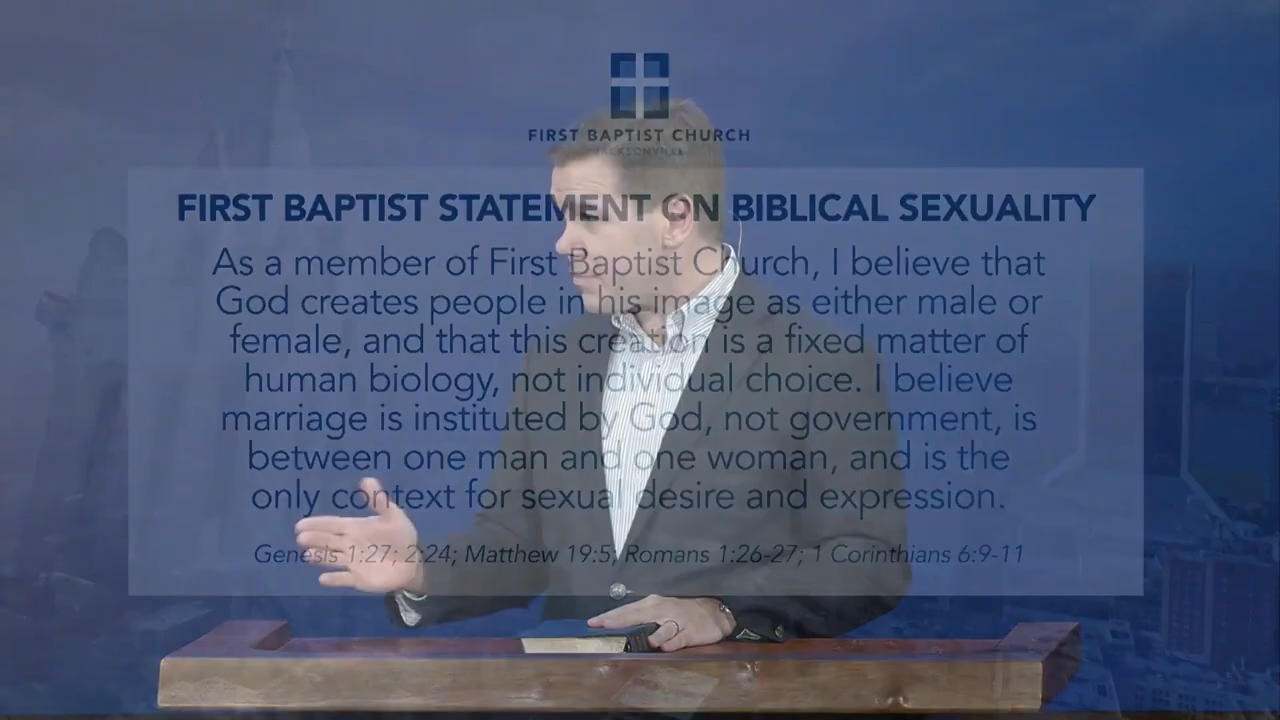 FIRST BAPTIST CHURCH
JACKSONVILLE
FIRST BAPTIST STATEMENT ON BIBLICAL SEXUALITY
As a member of First Baptist Church, I believe that
God creates people in his image as either male or
female, and that this creation is a fixed matter of
human biology, not individual choice. I believe
marriage is instituted by God, not government, is
between one man and one woman, and is the
only context for sexual desire and expression.
Genesis 1:27; 2:24; Matthew 19:5; Romans 1:26-27; 1 Corinthians 6:9-11